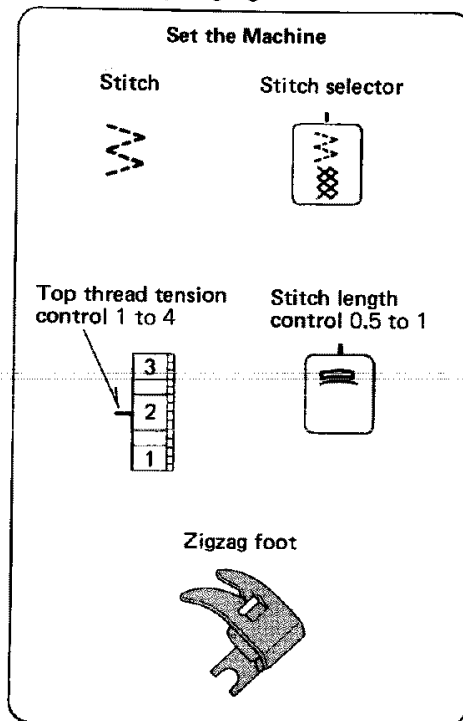 Set the Machine
Stitch
Stitch selector
Top thread tension
control 1 to 4
Stitch length
control 0.5 to 1
3
2
1
Zigzag foot